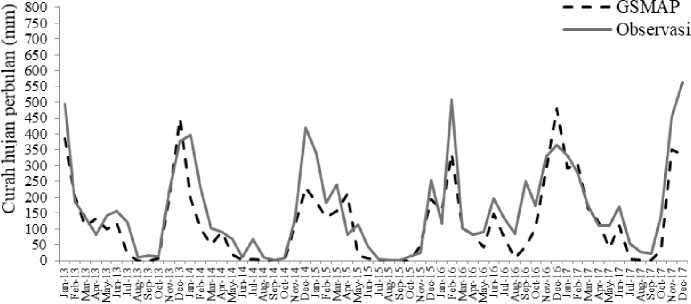 GSMAP
Observasi
Curah hujan perbulan (mm)
800
750
700
650
600
550
500
450
400
350
300
250
200
150
100
50
0
Jan-13
Feb-13
Mar-13
Apr-13
May-13
Jun-13
Jul-13
Aug-13
Sep-13
Oct-13
Nov-13
Dec-13
Jan-14
Feb-14
Mar-14
Apr-14
May-14
Jun-14
Jul-14
Aug-14
Sep-14
Oct-14
Nov-14
Dec-14
Jan-15
Feb-15
Mar-15
Apr-15
May-15
Jun-15
Jul-15
Aug-15
Sep-15
Oct-15
Nov-15
Dec-15
Jan-16
Feb-16
Mar-16
Apr-16
May-16
Jun-16
Jul-16
Aug-16
Sep-16
Oct-16
Nov-16
Dec-16
Jan-17
Feb-17
Mar-17
Apr-17
May-17
Jun-17
Jul-17
Aug-17
Sep-17
Oct-17
Nov-17
Dec-17